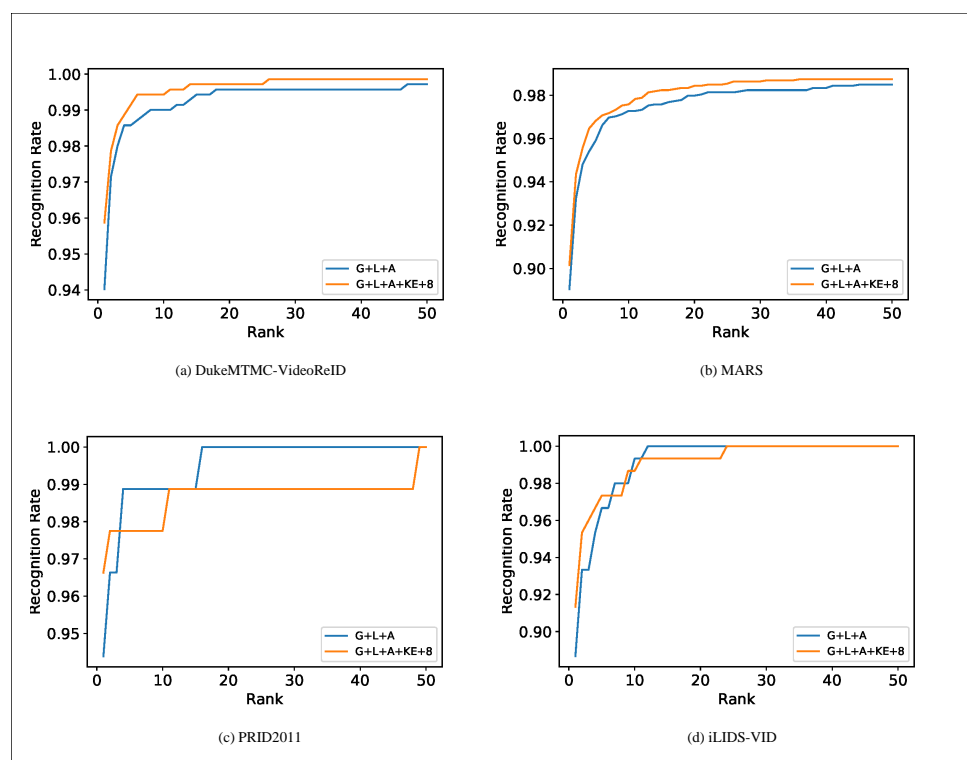 1.00
0.99
0.98
0.97
0.96
0.95
0.94
Recognition Rate
G+L+A
G+L+A+KE+8
0 10 20 30 40 50
Rank
(a) DukeMTMC-VideoReID
0.98
0.96
0.94
0.92
0.90
Recognition Rate
G+L+A
G+L+A+KE+8
0 10 20 30 40 50
Rank
(b) MARS
1.00
0.99
0.98
0.97
0.96
0.95
Recognition Rate
G+L+A
G+L+A+KE+8
0 10 20 30 40 50
Rank
(c) PRID2011
1.00
0.98
0.96
0.94
0.92
0.90
Recognition Rate
G+L+A
G+L+A+KE+8
0 10 20 30 40 50
Rank
(d) iLIDS-VID